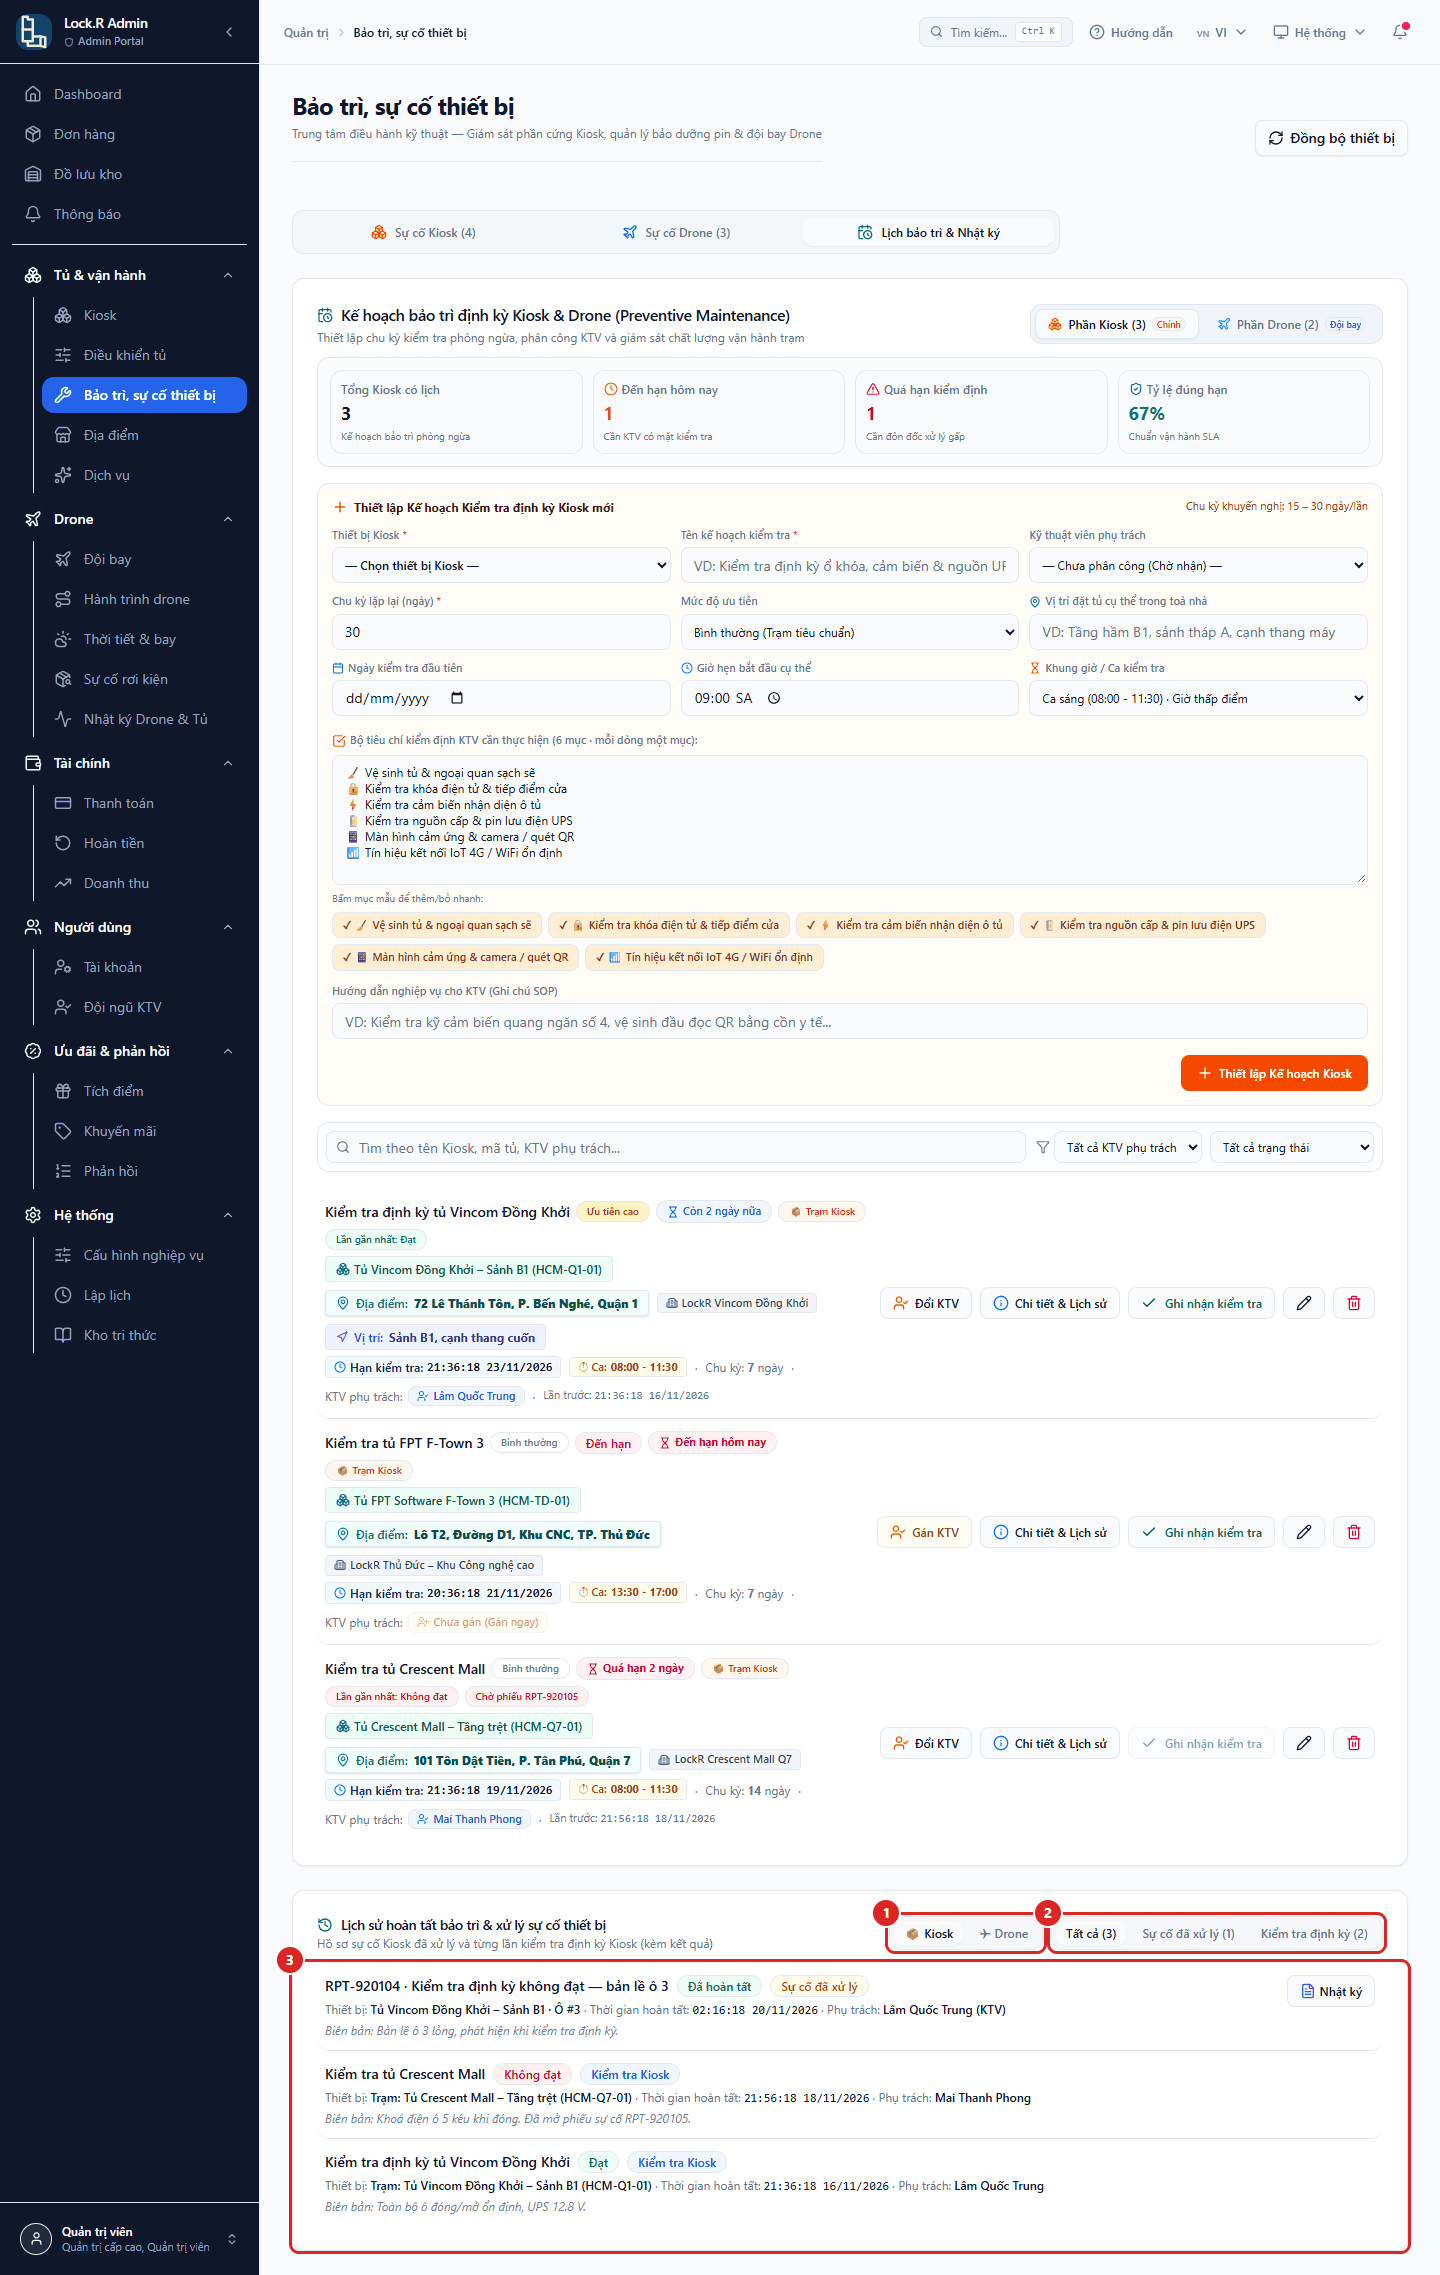 Lock.R Admin
Admin Portal
Dashboard
Đơn hàng
Đồ lưu kho
Thông báo
Tủ & vận hành
Kiosk
Điều khiển tủ
Bảo trì, sự cố thiết bị
Địa điểm
Dịch vụ
Drone
Đội bay
Hành trình drone
Thời tiết & bay
Sự cố rơi kiện
Nhật ký Drone & Tủ
Tài chính
Thanh toán
Hoàn tiền
Doanh thu
Người dùng
Tài khoản
Đội ngũ KTV
Ưu đãi & phản hồi
Tích điểm
Khuyến mãi
Phản hồi
Hệ thống
Cấu hình nghiệp vụ
Lập lịch
Kho tri thức
Quản trị viên
Quản trị cấp cao, Quản trị viên
Quản trị > Bảo trì, sự cố thiết bị
Tìm kiếm... Ctrl K
Hướng dẫn
VN VI
Hệ thống
Bảo trì, sự cố thiết bị
Trung tâm điều hành kỹ thuật — Giám sát phần cứng Kiosk, quản lý bảo dưỡng pin & đội bay Drone
Đồng bộ thiết bị
Sự cố Kiosk (4)
Sự cố Drone (3)
Lịch bảo trì & Nhật ký
Kế hoạch bảo trì định kỳ Kiosk & Drone (Preventive Maintenance)
Thiết lập chu kỳ kiểm tra phòng ngừa, phân công KTV và giám sát chất lượng vận hành trạm
Phần Kiosk (3) Chính
Phần Drone (2) Đội bay
Tổng Kiosk có lịch
3
Kế hoạch bảo trì phòng ngừa
Đến hạn hôm nay
1
Cần KTV có mặt kiểm tra
Quá hạn kiểm định
1
Cần đôn đốc xử lý gấp
Tỷ lệ đúng hạn
67%
Chuẩn vận hành SLA
Thiết lập Kế hoạch Kiểm tra định kỳ Kiosk mới
Chu kỳ khuyến nghị: 15 – 30 ngày/lần
Thiết bị Kiosk *
— Chọn thiết bị Kiosk —
Tên kế hoạch kiểm tra *
VD: Kiểm tra định kỳ ổ khóa, cảm biến & nguồn UP
Kỹ thuật viên phụ trách
— Chưa phân công (Chờ nhận) —
Chu kỳ lặp lại (ngày) *
30
Mức độ ưu tiên
Bình thường (Trạm tiêu chuẩn)
Vị trí đặt tủ cụ thể trong toà nhà
VD: Tầng hầm B1, sảnh tháp A, cạnh thang máy
Ngày kiểm tra đầu tiên
dd/mm/yyyy
Giờ hẹn bắt đầu cụ thể
09:00 SA
Khung giờ / Ca kiểm tra
Ca sáng (08:00 - 11:30) · Giờ thấp điểm
Bộ tiêu chí kiểm định KTV cần thực hiện (6 mục · mỗi dòng một mục):
Vệ sinh tủ & ngoại quan sạch sẽ
Kiểm tra khóa điện tử & tiếp điểm cửa
Kiểm tra cảm biến nhận diện ô tủ
Kiểm tra nguồn cấp & pin lưu điện UPS
Màn hình cảm ứng & camera / quét QR
Tín hiệu kết nối IoT 4G / WiFi ổn định
Bấm mục mẫu để thêm/bỏ nhanh:
✓ Vệ sinh tủ & ngoại quan sạch sẽ
✓ Kiểm tra khóa điện tử & tiếp điểm cửa
✓ Kiểm tra cảm biến nhận diện ô tủ
✓ Kiểm tra nguồn cấp & pin lưu điện UPS
✓ Màn hình cảm ứng & camera / quét QR
✓ Tín hiệu kết nối IoT 4G / WiFi ổn định
Hướng dẫn nghiệp vụ cho KTV (Ghi chú SOP)
VD: Kiểm tra kỹ cảm biến quang ngăn số 4, vệ sinh đầu đọc QR bằng cồn y tế...
Thiết lập Kế hoạch Kiosk
Tìm theo tên Kiosk, mã tủ, KTV phụ trách...
Tất cả KTV phụ trách
Tất cả trạng thái
Kiểm tra định kỳ tủ Vincom Đồng Khởi Ưu tiên cao Còn 2 ngày nữa Trạm Kiosk
Lần gần nhất: Đạt
Tủ Vincom Đồng Khởi – Sảnh B1 (HCM-Q1-01)
Địa điểm: 72 Lê Thánh Tôn, P. Bến Nghé, Quận 1 LockR Vincom Đồng Khởi
Vị trí: Sảnh B1, cạnh thang cuốn
Hạn kiểm tra: 21:36:18 23/11/2026 Ca: 08:00 - 11:30 · Chu kỳ: 7 ngày ·
KTV phụ trách: Lâm Quốc Trung · Lần trước: 21:36:18 16/11/2026
Đổi KTV
Chi tiết & Lịch sử
Ghi nhận kiểm tra
Kiểm tra tủ FPT F-Town 3 Bình thường Đến hạn Đến hạn hôm nay
Trạm Kiosk
Tủ FPT Software F-Town 3 (HCM-TD-01)
Địa điểm: Lô T2, Đường D1, Khu CNC, TP. Thủ Đức
LockR Thủ Đức – Khu Công nghệ cao
Hạn kiểm tra: 20:36:18 21/11/2026 Ca: 13:30 - 17:00 · Chu kỳ: 7 ngày ·
KTV phụ trách: Chưa gán (Gán ngay)
Gán KTV
Chi tiết & Lịch sử
Ghi nhận kiểm tra
Kiểm tra tủ Crescent Mall Bình thường Quá hạn 2 ngày Trạm Kiosk
Lần gần nhất: Không đạt Chờ phiếu RPT-920105
Tủ Crescent Mall – Tầng trệt (HCM-Q7-01)
Địa điểm: 101 Tôn Dật Tiên, P. Tân Phú, Quận 7 LockR Crescent Mall Q7
Hạn kiểm tra: 21:36:18 19/11/2026 Ca: 08:00 - 11:30 · Chu kỳ: 14 ngày ·
KTV phụ trách: Mai Thanh Phong · Lần trước: 21:56:18 18/11/2026
Đổi KTV
Chi tiết & Lịch sử
Ghi nhận kiểm tra
Lịch sử hoàn tất bảo trì & xử lý sự cố thiết bị
Hồ sơ sự cố Kiosk đã xử lý và từng lần kiểm tra định kỳ Kiosk (kèm kết quả)
1
Kiosk
Drone
2
Tất cả (3)
Sự cố đã xử lý (1)
Kiểm tra định kỳ (2)
3
RPT-920104 · Kiểm tra định kỳ không đạt — bản lề ô 3 Đã hoàn tất Sự cố đã xử lý
Thiết bị: Tủ Vincom Đồng Khởi – Sảnh B1 · Ô #3 · Thời gian hoàn tất: 02:16:18 20/11/2026 · Phụ trách: Lâm Quốc Trung (KTV)
Biên bản: Bản lề ô 3 lỏng, phát hiện khi kiểm tra định kỳ.
Nhật ký
Kiểm tra tủ Crescent Mall Không đạt Kiểm tra Kiosk
Thiết bị: Trạm: Tủ Crescent Mall – Tầng trệt (HCM-Q7-01) · Thời gian hoàn tất: 21:56:18 18/11/2026 · Phụ trách: Mai Thanh Phong
Biên bản: Khoá điện ô 5 kêu khi đóng. Đã mở phiếu sự cố RPT-920105.
Kiểm tra định kỳ tủ Vincom Đồng Khởi Đạt Kiểm tra Kiosk
Thiết bị: Trạm: Tủ Vincom Đồng Khởi – Sảnh B1 (HCM-Q1-01) · Thời gian hoàn tất: 21:36:18 16/11/2026 · Phụ trách: Lâm Quốc Trung
Biên bản: Toàn bộ ô đóng/mở ổn định, UPS 12.8 V.